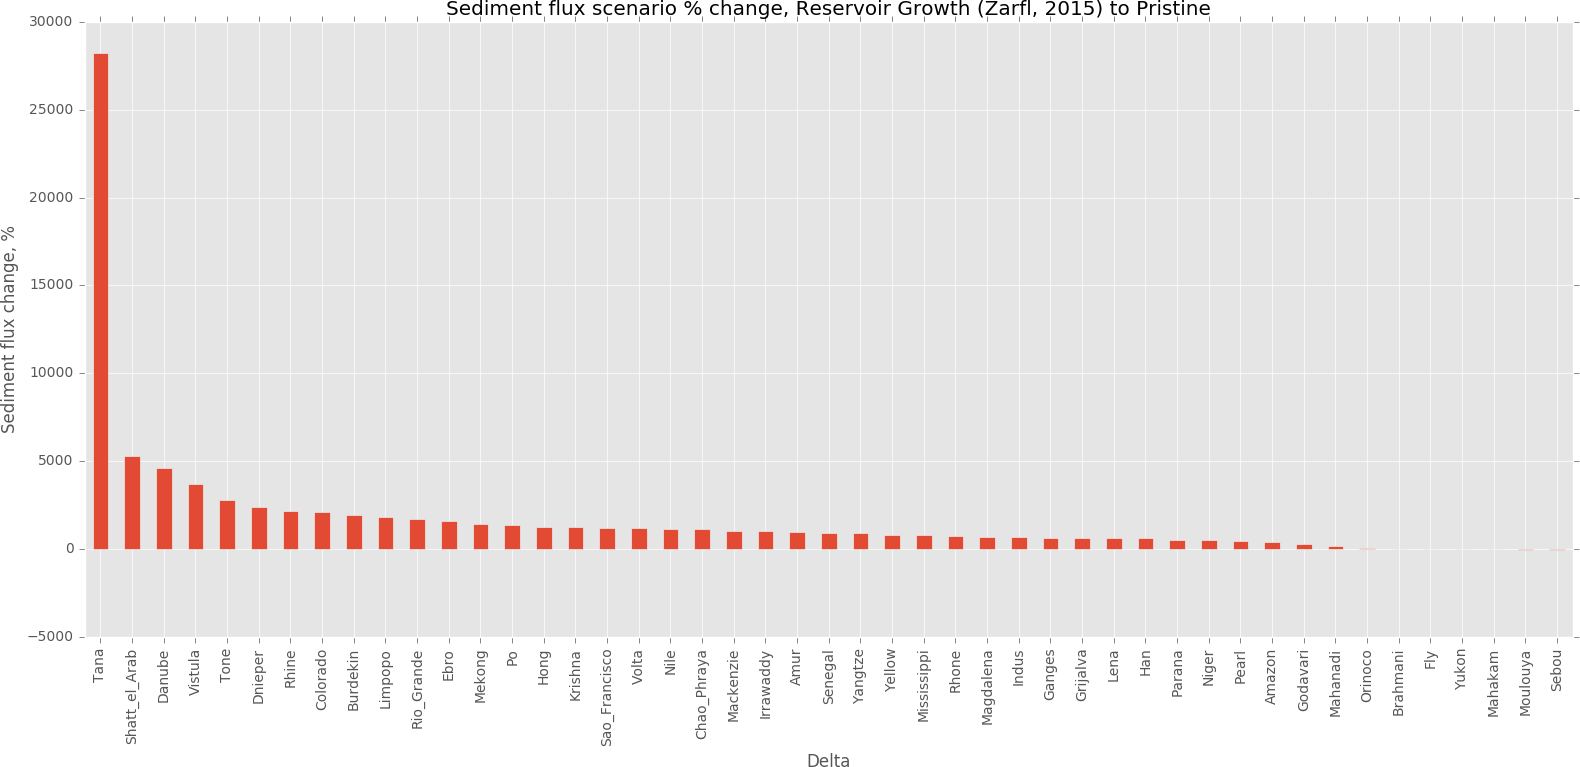 Sediment flux scenario % change, Reservoir Growth (Zarfl, 2015) to Pristine
30000
25000
20000
15000
10000
5000
0
−5000
Sediment flux change, %
Tana
Shatt_el_Arab
Danube
Vistula
Tone
Dnieper
Rhine
Colorado
Burdekin
Limpopo
Rio_Grande
Ebro
Mekong
Po
Hong
Krishna
Sao_Francisco
Volta
Nile
Chao_Phraya
Mackenzie
Irrawaddy
Amur
Senegal
Yangtze
Yellow
Mississippi
Rhone
Magdalena
Indus
Ganges
Grijalva
Lena
Han
Parana
Niger
Pearl
Amazon
Godavari
Mahanadi
Orinoco
Brahmani
Fly
Yukon
Mahakam
Moulouya
Sebou
Delta